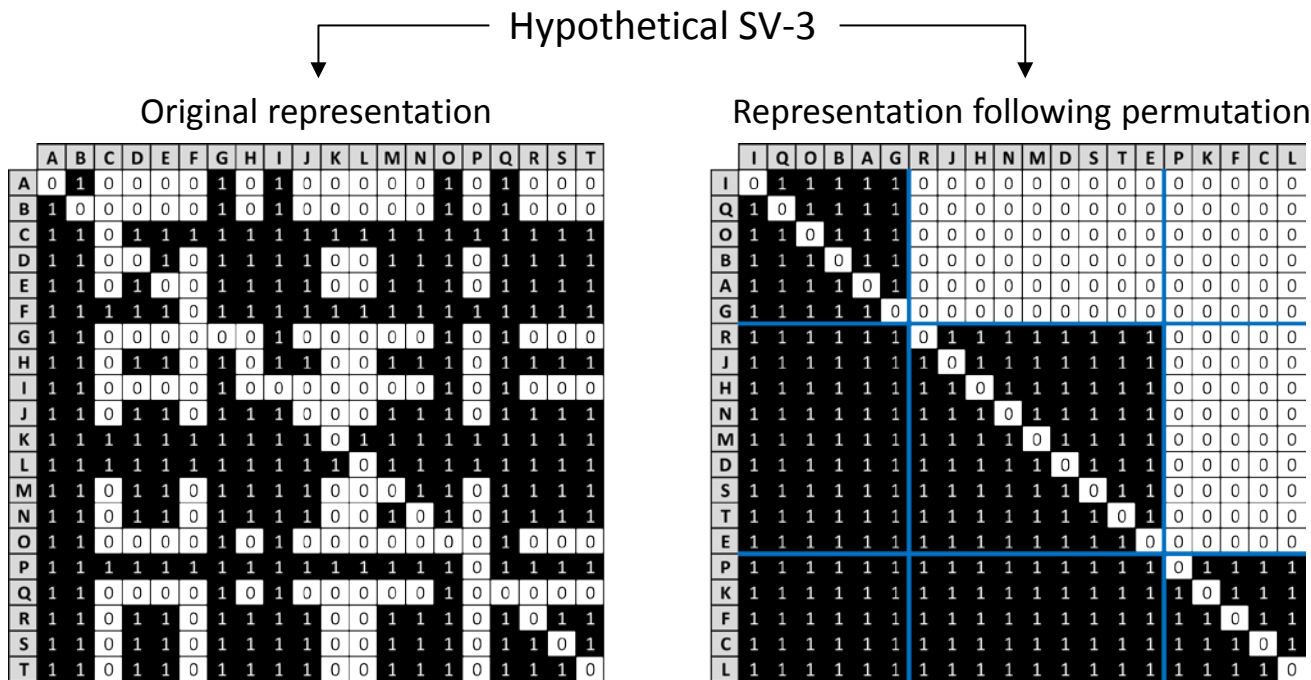 Hypothetical SV-3
Original representation
A B C D E F G H I J K L M N O P Q R S T
A 0 1 0 0 0 0 1 0 1 0 0 0 0 0 1 0 1 0 0 0
B 1 0 0 0 0 0 1 0 1 0 0 0 0 0 1 0 1 0 0 0
C 1 1 0 1 1 1 1 1 1 1 1 1 1 1 1 1 1 1 1 1
D 1 1 0 0 1 0 1 1 1 1 0 0 1 1 1 0 1 1 1 1
E 1 1 0 1 0 0 1 1 1 1 0 0 1 1 1 0 1 1 1 1
F 1 1 1 1 1 0 1 1 1 1 1 1 1 1 1 1 1 1 1 1
G 1 1 0 0 0 0 0 0 1 0 0 0 0 0 1 0 1 0 0 0
H 1 1 0 1 1 0 1 0 1 1 0 0 1 1 1 0 1 1 1 1
I 1 1 0 0 0 0 1 0 0 0 0 0 0 0 1 0 1 0 0 0
J 1 1 0 1 1 0 1 1 1 0 0 0 1 1 1 0 1 1 1 1
K 1 1 1 1 1 1 1 1 1 1 0 1 1 1 1 1 1 1 1 1
L 1 1 1 1 1 1 1 1 1 1 1 0 1 1 1 1 1 1 1 1
M 1 1 0 1 1 0 1 1 1 1 0 0 0 1 1 0 1 1 1 1
N 1 1 0 1 1 0 1 1 1 1 0 0 1 0 1 0 1 1 1 1
O 1 1 0 0 0 0 1 0 1 0 0 0 0 0 0 0 1 0 0 0
P 1 1 1 1 1 1 1 1 1 1 1 1 1 1 1 0 1 1 1 1
Q 1 1 0 0 0 0 1 0 1 0 0 0 0 0 1 0 0 0 0 0
R 1 1 0 1 1 0 1 1 1 1 0 0 1 1 1 0 1 0 1 1
S 1 1 0 1 1 0 1 1 1 1 0 0 1 1 1 0 1 1 0 1
T 1 1 0 1 1 0 1 1 1 1 0 0 1 1 1 0 1 1 1 0
Representation following permutation
I Q O B A G R J H N M D S T E P K F C L
I 0 1 1 1 1 1 0 0 0 0 0 0 0 0 0 0 0 0 0 0
Q 1 0 1 1 1 1 0 0 0 0 0 0 0 0 0 0 0 0 0 0
O 1 1 0 1 1 1 0 0 0 0 0 0 0 0 0 0 0 0 0 0
B 1 1 1 0 1 1 0 0 0 0 0 0 0 0 0 0 0 0 0 0
A 1 1 1 1 0 1 0 0 0 0 0 0 0 0 0 0 0 0 0 0
G 1 1 1 1 1 0 0 0 0 0 0 0 0 0 0 0 0 0 0 0
R 1 1 1 1 1 1 0 1 1 1 1 1 1 1 1 0 0 0 0 0
J 1 1 1 1 1 1 1 0 1 1 1 1 1 1 1 0 0 0 0 0
H 1 1 1 1 1 1 1 1 0 1 1 1 1 1 1 0 0 0 0 0
N 1 1 1 1 1 1 1 1 1 0 1 1 1 1 1 0 0 0 0 0
M 1 1 1 1 1 1 1 1 1 1 0 1 1 1 1 0 0 0 0 0
D 1 1 1 1 1 1 1 1 1 1 1 0 1 1 1 0 0 0 0 0
S 1 1 1 1 1 1 1 1 1 1 1 1 0 1 1 0 0 0 0 0
T 1 1 1 1 1 1 1 1 1 1 1 1 1 0 1 0 0 0 0 0
E 1 1 1 1 1 1 1 1 1 1 1 1 1 1 0 0 0 0 0 0
P 1 1 1 1 1 1 1 1 1 1 1 1 1 1 1 0 1 1 1 1
K 1 1 1 1 1 1 1 1 1 1 1 1 1 1 1 1 0 1 1 1
F 1 1 1 1 1 1 1 1 1 1 1 1 1 1 1 1 1 0 1 1
C 1 1 1 1 1 1 1 1 1 1 1 1 1 1 1 1 1 1 0 1
L 1 1 1 1 1 1 1 1 1 1 1 1 1 1 1 1 1 1 1 0